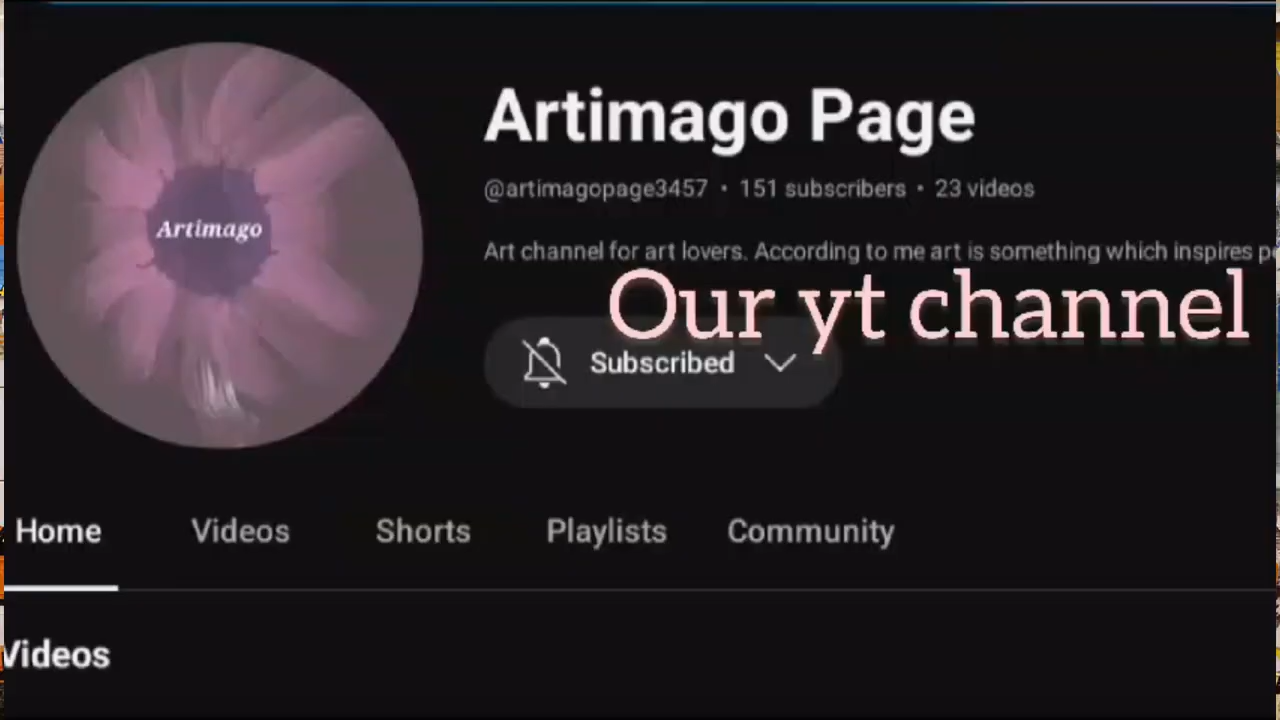 Artimago
Artimago Page
@artimagopage3457 • 151 subscribers • 23 videos
Art channel for art lovers. According to me art is something which inspires
Our yt channel
Subscribed
Home Videos Shorts Playlists Community
Videos